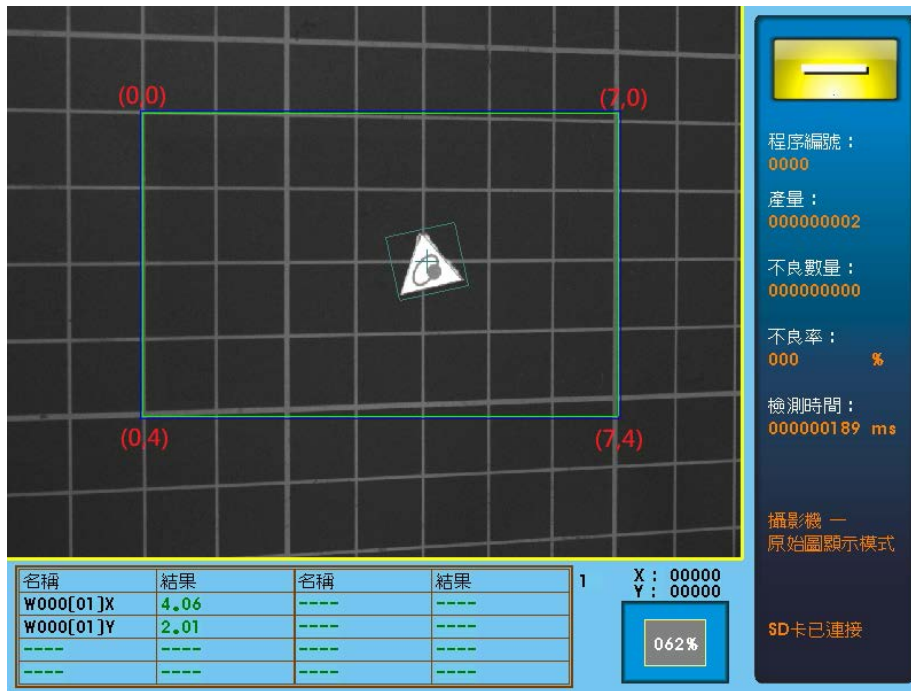 (0,0)
(7,0)
(0,4)
(7,4)
程序編號：
0000
產量：
000000002
不良數量：
000000000
不良率：
000 %
檢測時間：
000000189 ms
攝影機 一
原始圖顯示模式
SD卡已連接
名稱 結果 名稱 結果
W000[01]X 4.06 ---- ----
W000[01]Y 2.01 ---- ----
---- ---- ---- ----
---- ---- ---- ----
1
X： 00000
Y： 00000
062%